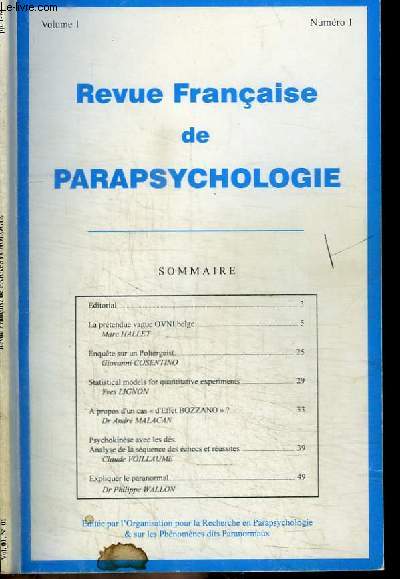 Le-livre.com
Volume 1
Numéro 1
Revue Française
de
PARAPSYCHOLOGIE
SOMMAIRE
Editorial 3
La prétendue vague OVNI belge 5
Marc HALLET
Enquête sur un Poltergeist 25
Giovanni COSENTINO
Statistical models for quantitative experiments 29
Yves LIGNON
A propos d'un cas « d'Effet BOZZANO » ? 33
Dr André MALACAN
Psychokinèse avec les dés.
Analyse de la séquence des échecs et réussites 39
Claude VOILLAUME
Expliquer le paranormal 49
Dr Philippe WALLON
Editée par l'Organisation pour la Recherche en Parapsychologie
& sur les Phénomènes dits Paranormaux